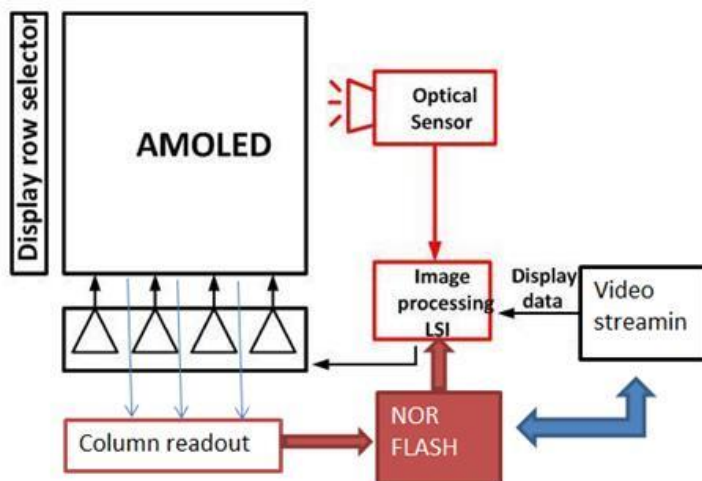 Display row selector
AMOLED
Optical
Sensor
Image
processing
LSI
Display
data
Video
streamin
Column readout
NOR
FLASH